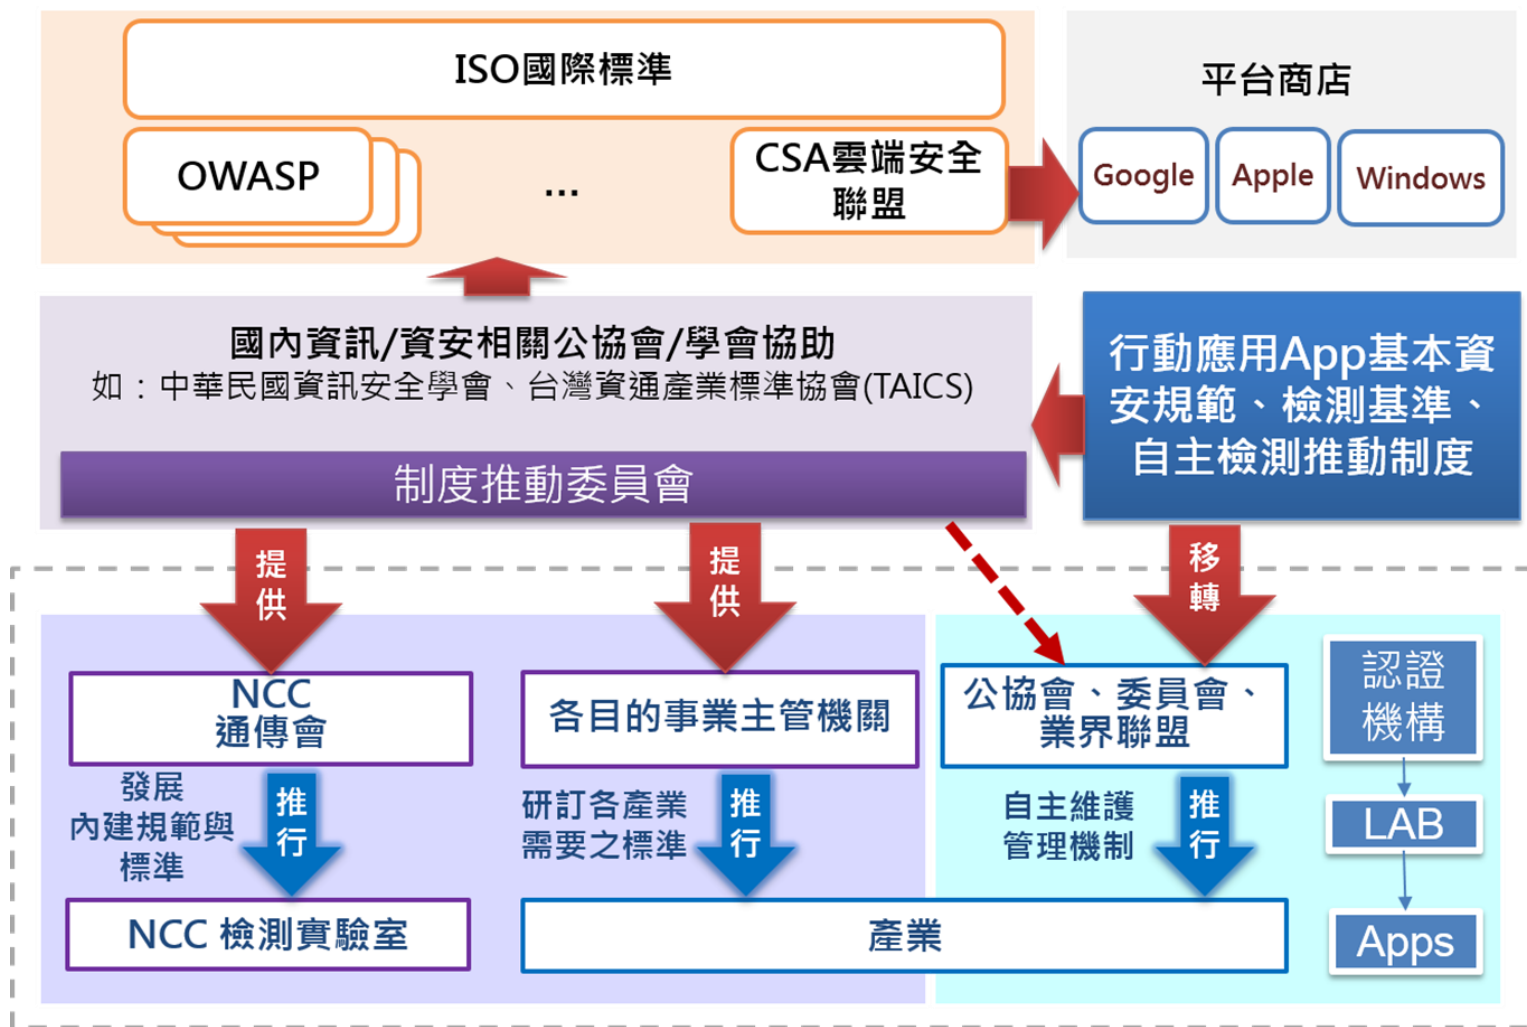 ISO國際標準
OWASP
...
CSA雲端安全
聯盟
平台商店
Google
Apple
Windows
國內資訊/資安相關公協會/學會協助
如：中華民國資訊安全學會、台灣資通產業標準協會(TAICS)
制度推動委員會
行動應用App基本資
安規範、檢測基準、
自主檢測推動制度
提
供
提
供
移
轉
NCC
通傳會
各目的事業主管機關
公協會、委員會、
業界聯盟
認證
機構
發展
內建規範與
標準
推
行
研訂各產業
需要之標準
推
行
自主維護
管理機制
推
行
LAB
NCC 檢測實驗室
產業
Apps